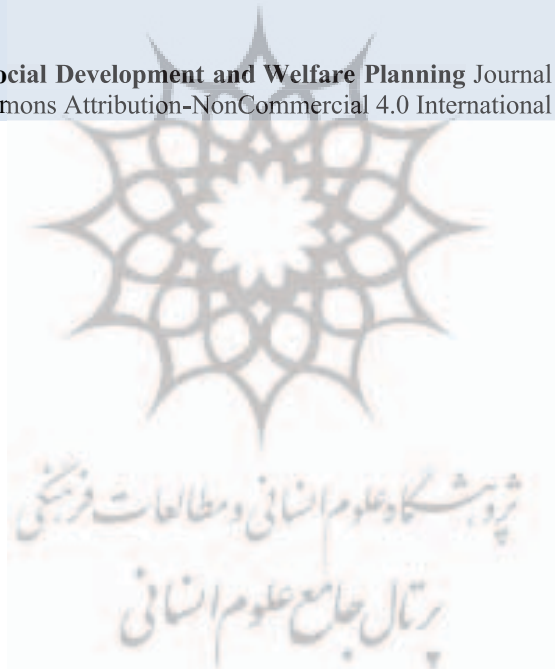 ocial Development and Welfare Planning Journal
mons Attribution-NonCommercial 4.0 International
پژوهشگاه علوم انسانی و مطالعات فرهنگی
پرتال جامع علوم انسانی